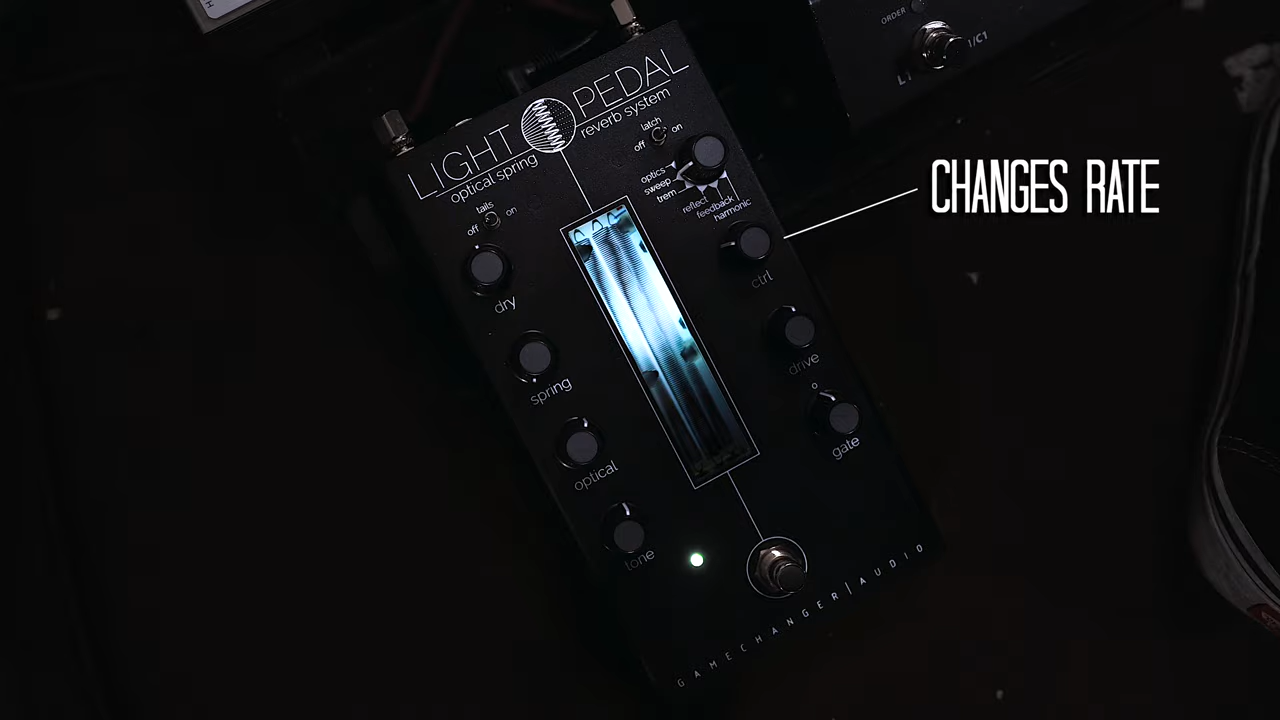 ORDER
LIGHT PEDAL
optical spring reverb system
latch
off on
tails
off on
optics
sweep
trem
reflect
feedback
harmonic
CHANGES RATE
dry
ctrl
spring
drive
optical
gate
tone
GAMECHANGER|AUDIO